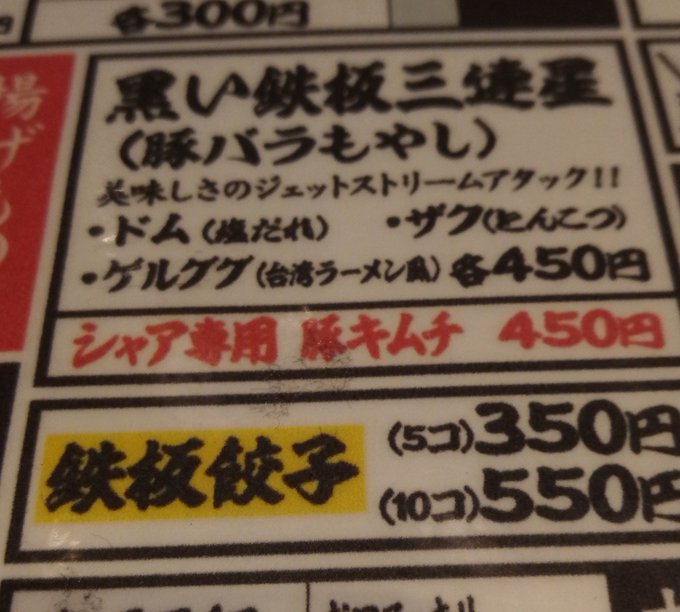 各300円
揚げもの
黒い鉄板三連星
(豚バラもやし)
美味しさのジェットストリームアタック!!
・ドム(塩だれ) ・ザク(とんこつ)
・ゲルググ(台湾ラーメン風) 各450円
シャア専用 豚キムチ 450円
鉄板餃子
(5コ)350円
(10コ)550円